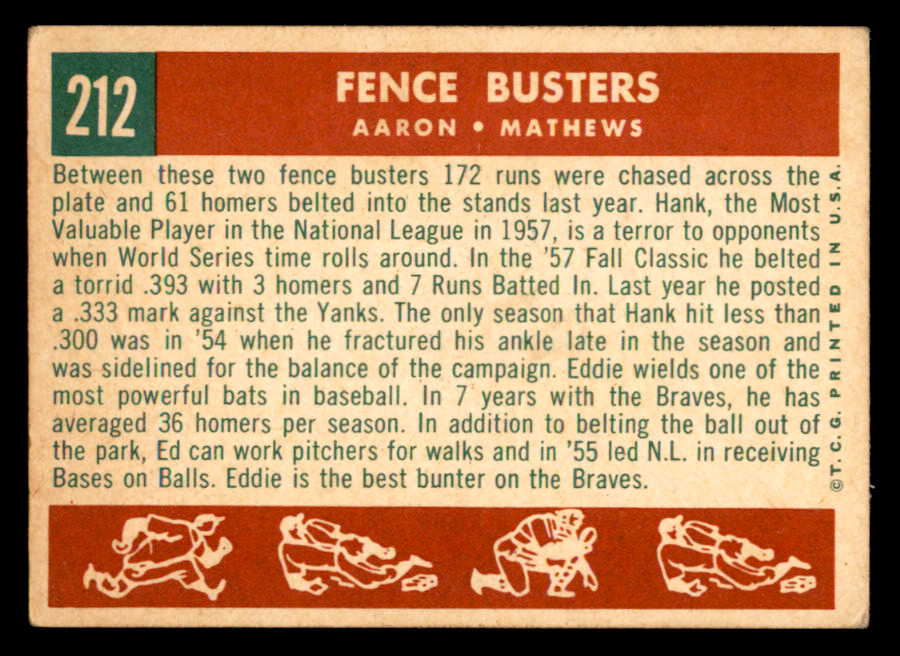 212
FENCE BUSTERS
AARON • MATHEWS
Between these two fence busters 172 runs were chased across the
plate and 61 homers belted into the stands last year. Hank, the Most
Valuable Player in the National League in 1957, is a terror to opponents
when World Series time rolls around. In the '57 Fall Classic he belted
a torrid .393 with 3 homers and 7 Runs Batted In. Last year he posted
a .333 mark against the Yanks. The only season that Hank hit less than
.300 was in '54 when he fractured his ankle late in the season and
was sidelined for the balance of the campaign. Eddie wields one of the
most powerful bats in baseball. In 7 years with the Braves, he has
averaged 36 homers per season. In addition to belting the ball out of
the park, Ed can work pitchers for walks and in '55 led N.L. in receiving
Bases on Balls. Eddie is the best bunter on the Braves.
©T. C. G. PRINTED IN U.S.A.